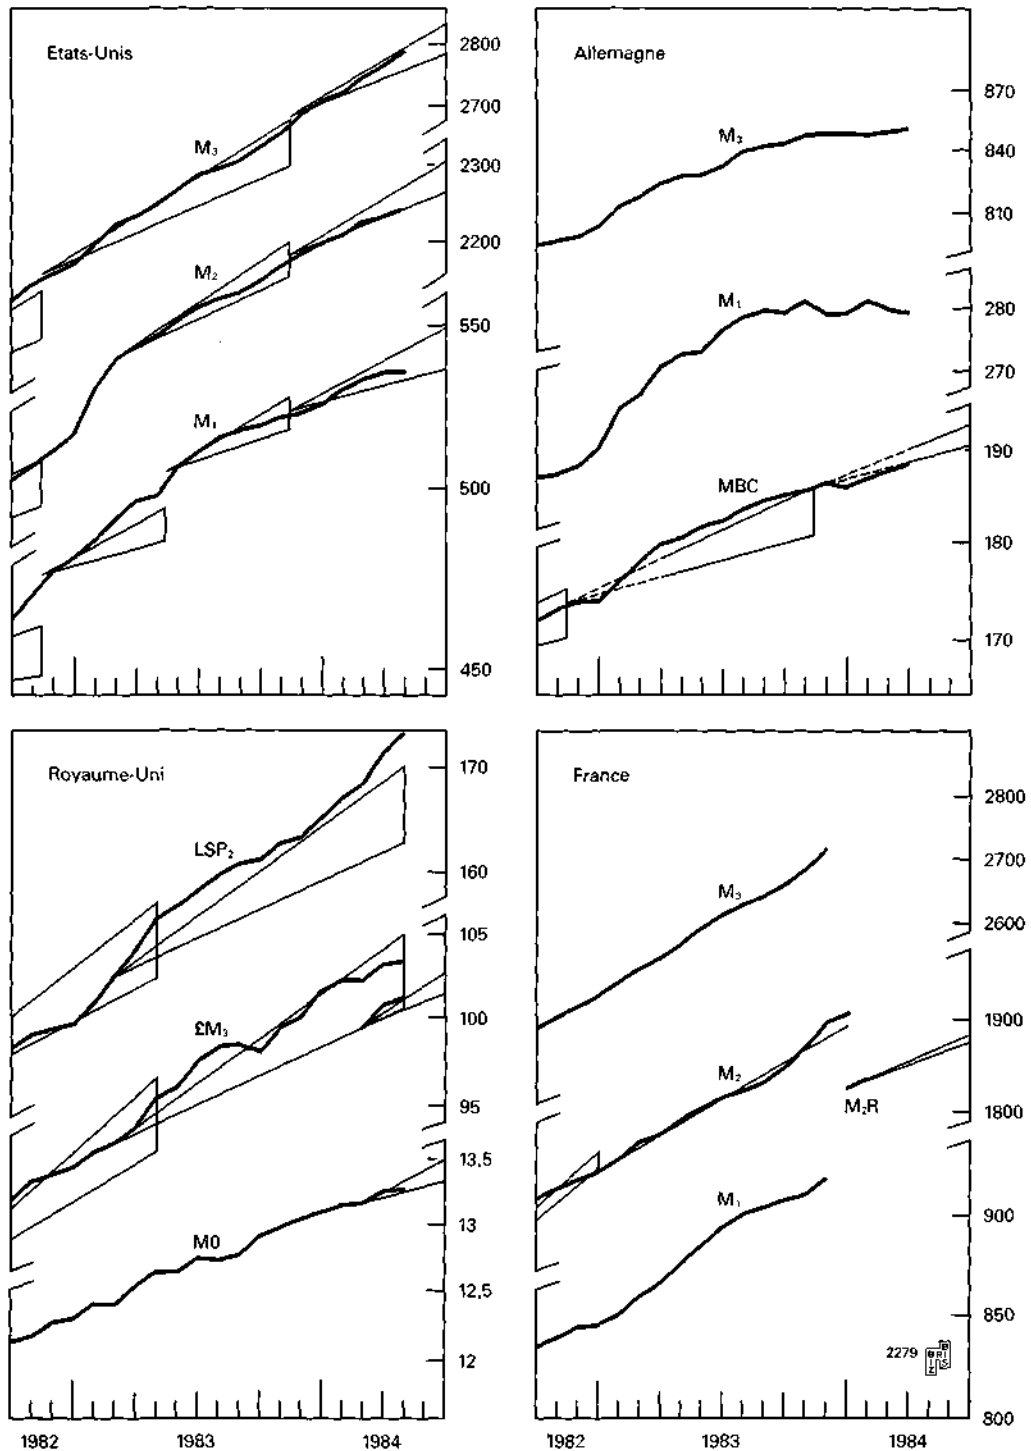 Etats-Unis
2800
2700
M₃
2300
2200
M₂
550
M₁
500
450
Allemagne
870
M₃
840
810
M₁
280
270
190
MBC
180
170
Royaume-Uni
170
LSP₂
160
105
£M₃
100
95
13,5
M0
13
12,5
12
1982
1983
1984
France
2800
2700
M₃
2600
1900
M₂
M₂R
1800
M₁
900
850
2279
BRI
BIZ
BIS
800
1982
1983
1984